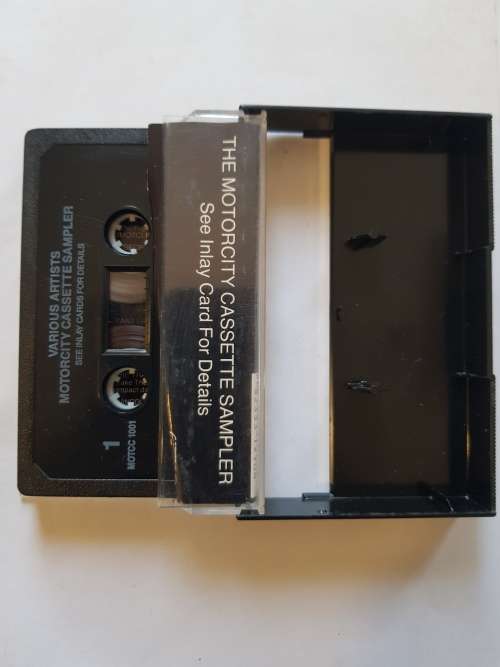 VARIOUS ARTISTS
MOTORCITY CASSETTE SAMPLER
SEE INLAY CARDS FOR DETAILS
1
MOTCC 1001
THE MOTORCITY CASSETTE SAMPLER
See Inlay Card For Details